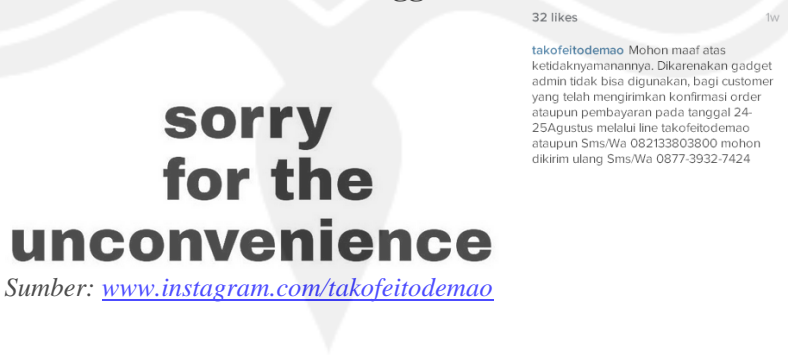 sorry
for the
unconvenience
Sumber: www.instagram.com/takofeitodemao
32 likes 1w
takofeitodemao Mohon maaf atas
ketidaknyamanannya. Dikarenakan gadget
admin tidak bisa digunakan, bagi customer
yang telah mengirimkan konfirmasi order
ataupun pembayaran pada tanggal 24-
25Agustus melalui line takofeitodemao
ataupun Sms/Wa 082133803800 mohon
dikirim ulang Sms/Wa 0877-3932-7424